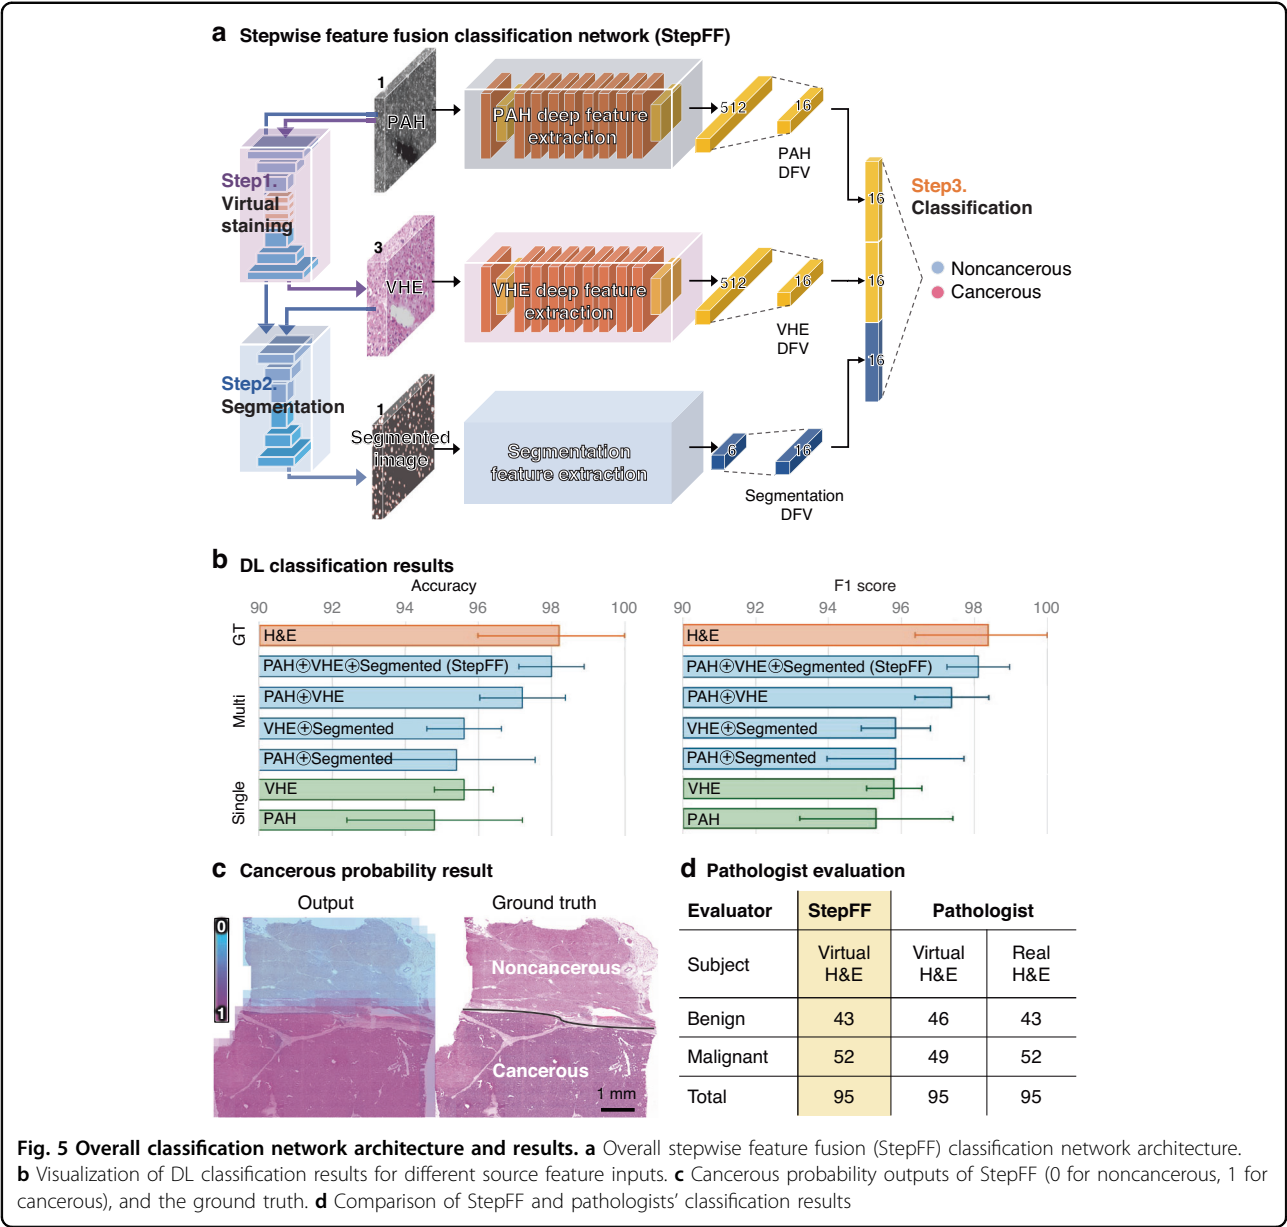 a Stepwise feature fusion classification network (StepFF)
1
PAH
PAH deep feature
extraction
512
16
PAH
DFV
Step1.
Virtual
staining
3
VHE
VHE deep feature
extraction
512
16
VHE
DFV
Step2.
Segmentation
1
Segmented
image
Segmentation
feature extraction
6
16
Segmentation
DFV
16
16
16
Step3.
Classification
Noncancerous
Cancerous
b DL classification results
Accuracy
90 92 94 96 98 100
GT
H&E
Multi
PAH⊕VHE⊕Segmented (StepFF)
PAH⊕VHE
VHE⊕Segmented
PAH⊕Segmented
Single
VHE
PAH
F1 score
90 92 94 96 98 100
H&E
PAH⊕VHE⊕Segmented (StepFF)
PAH⊕VHE
VHE⊕Segmented
PAH⊕Segmented
VHE
PAH
c Cancerous probability result
Output
Ground truth
0
1
Noncancerous
Cancerous
1 mm
d Pathologist evaluation
Evaluator StepFF Pathologist
Subject Virtual H&E Virtual H&E Real H&E
Benign 43 46 43
Malignant 52 49 52
Total 95 95 95
Fig. 5 Overall classification network architecture and results. a Overall stepwise feature fusion (StepFF) classification network architecture.
b Visualization of DL classification results for different source feature inputs. c Cancerous probability outputs of StepFF (0 for noncancerous, 1 for
cancerous), and the ground truth. d Comparison of StepFF and pathologists' classification results